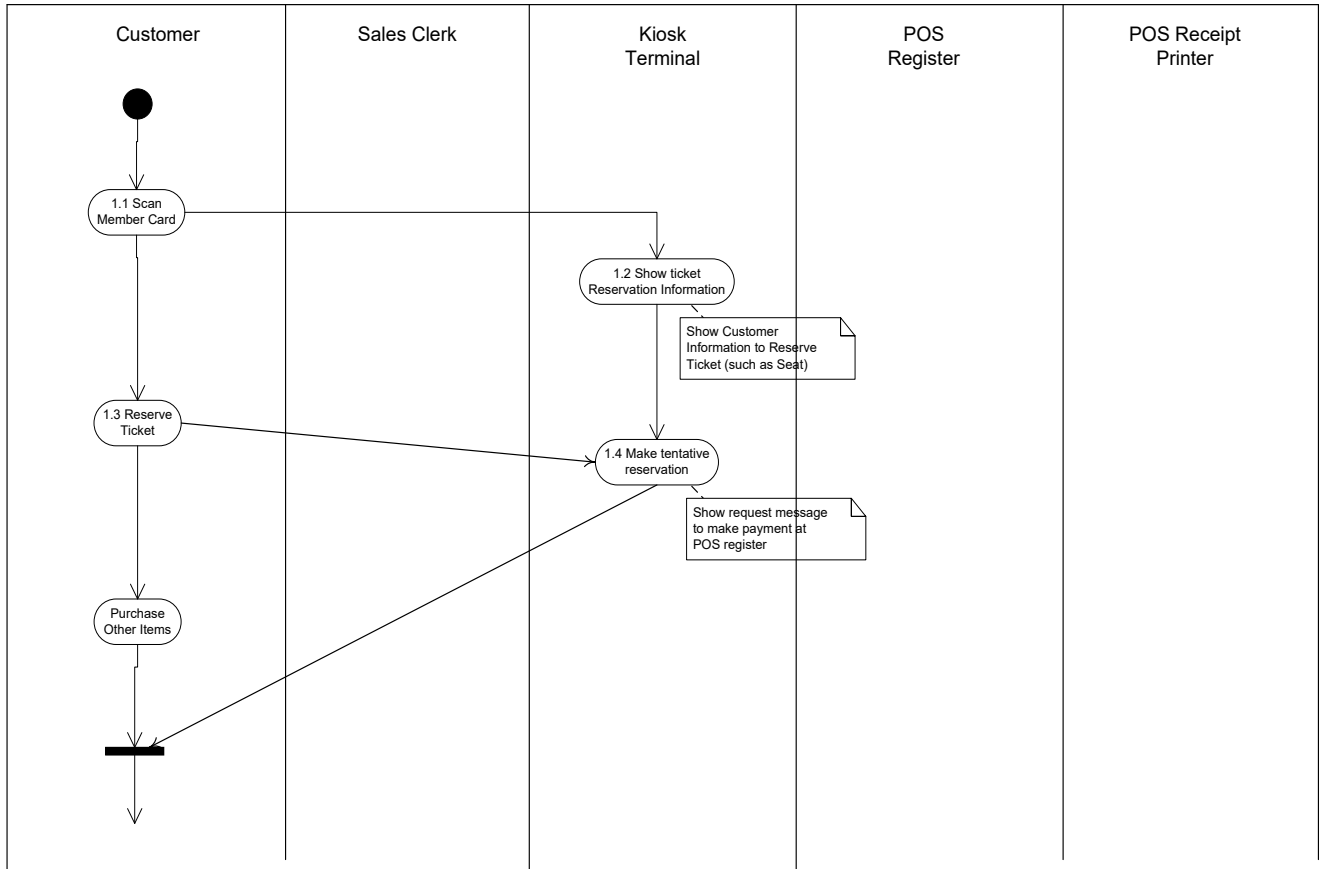 Customer
Sales Clerk
Kiosk
Terminal
POS
Register
POS Receipt
Printer
1.1 Scan
Member Card
1.2 Show ticket
Reservation Information
Show Customer
Information to Reserve
Ticket (such as Seat)
1.3 Reserve
Ticket
1.4 Make tentative
reservation
Show request message
to make payment at
POS register
Purchase
Other Items